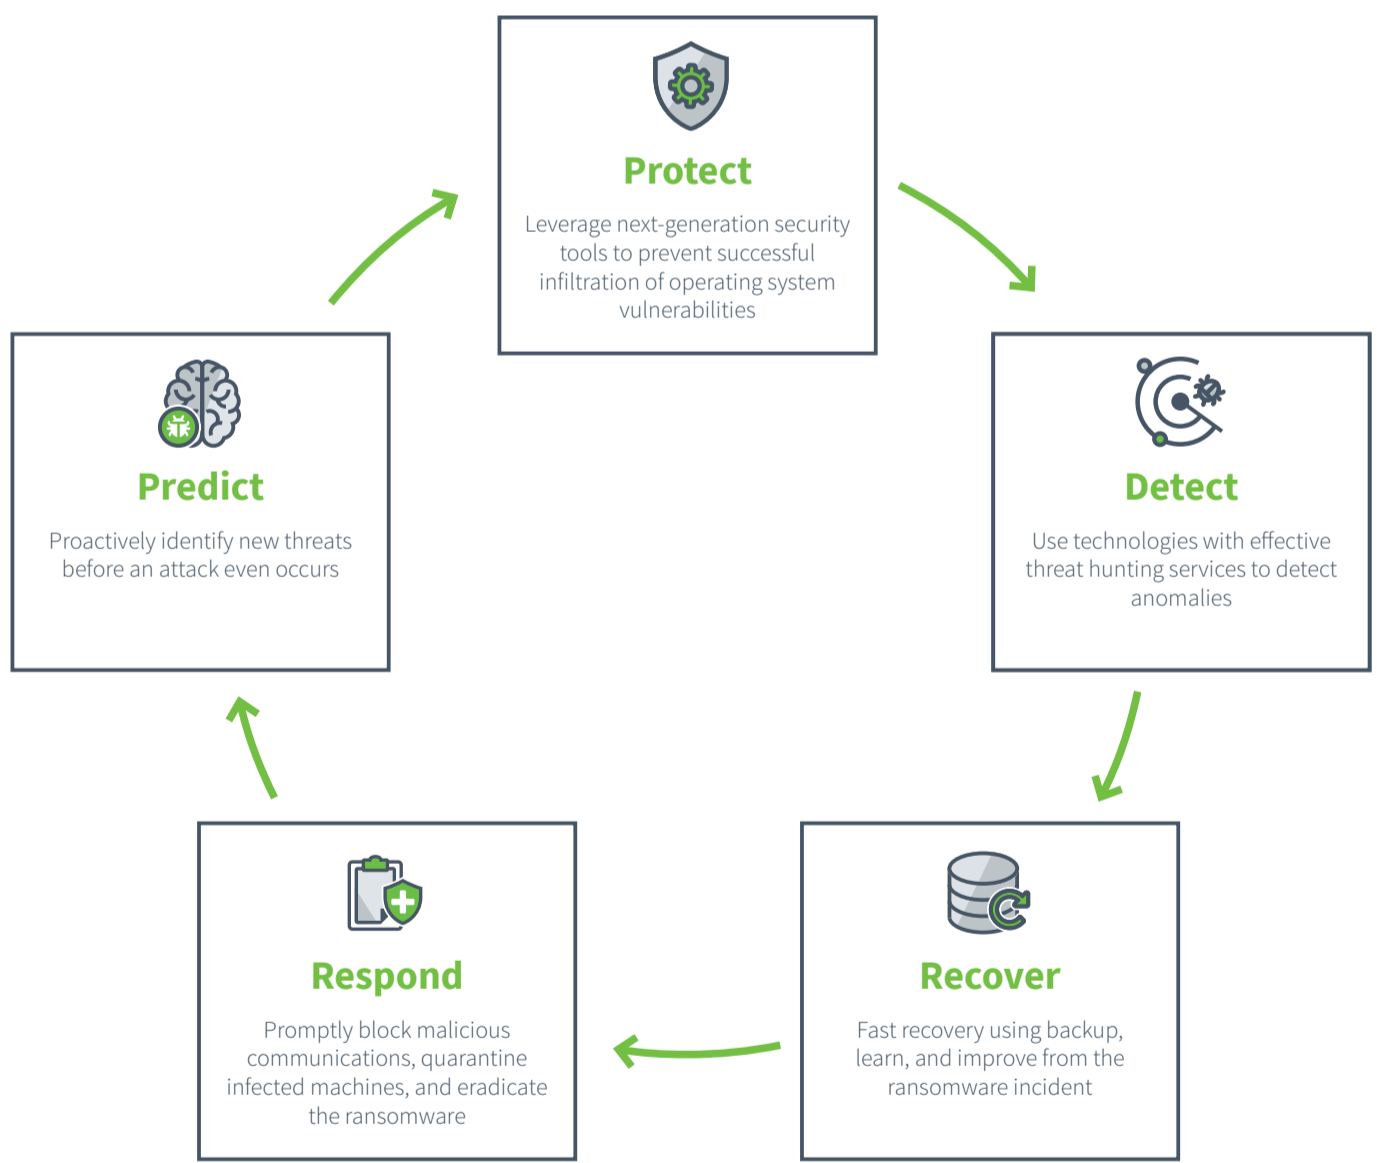 Protect
Leverage next-generation security
tools to prevent successful
infiltration of operating system
vulnerabilities
Detect
Use technologies with effective
threat hunting services to detect
anomalies
Recover
Fast recovery using backup,
learn, and improve from the
ransomware incident
Respond
Promptly block malicious
communications, quarantine
infected machines, and eradicate
the ransomware
Predict
Proactively identify new threats
before an attack even occurs